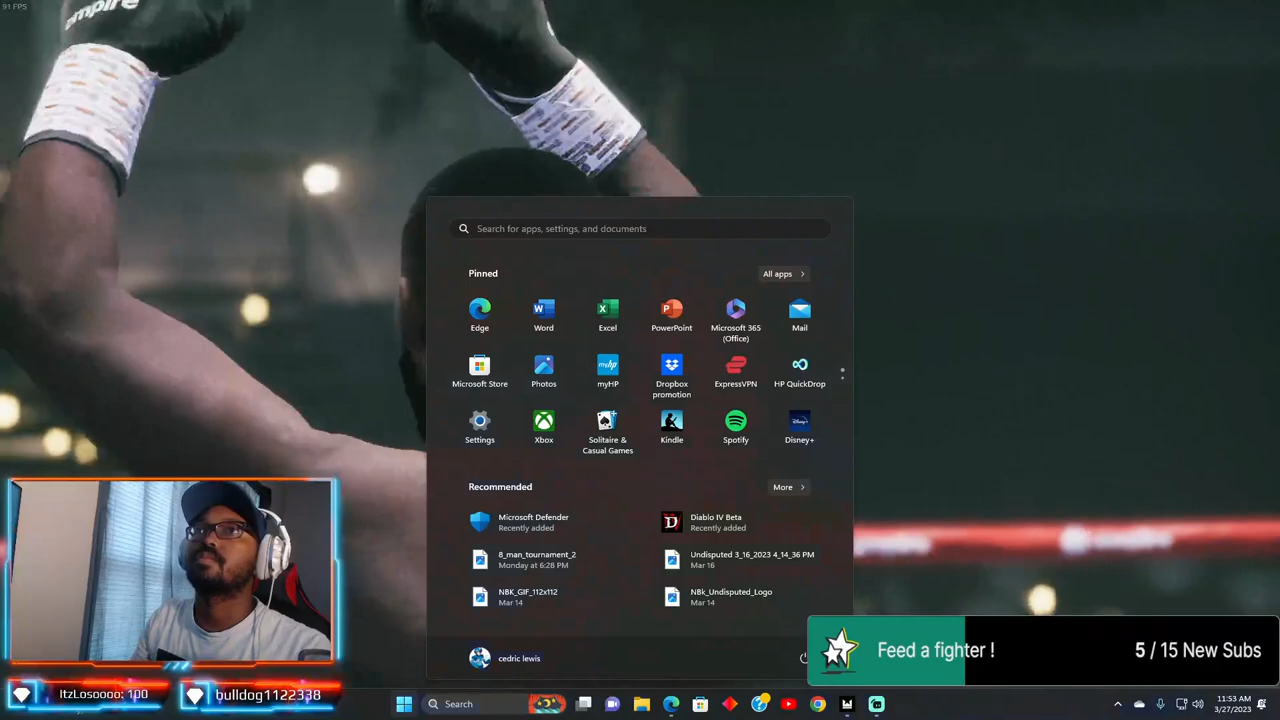 91 FPS
empire
Search for apps, settings, and documents
Pinned
All apps
Edge
Word
Excel
PowerPoint
Microsoft 365 (Office)
Mail
Microsoft Store
Photos
myHP
Dropbox promotion
ExpressVPN
HP QuickDrop
Settings
Xbox
Solitaire & Casual Games
Kindle
Spotify
Disney+
Recommended
More
Microsoft Defender
Recently added
Diablo IV Beta
Recently added
8_man_tournament_2
Monday at 6:28 PM
Undisputed 3_16_2023 4_14_36 PM
Mar 16
NBK_GIF_112x112
Mar 14
NBk_Undisputed_Logo
Mar 14
cedric lewis
Feed a fighter !
5 / 15 New Subs
ItzLosoooo: 100
bulldog1122338
Search
11:53 AM
3/27/2023